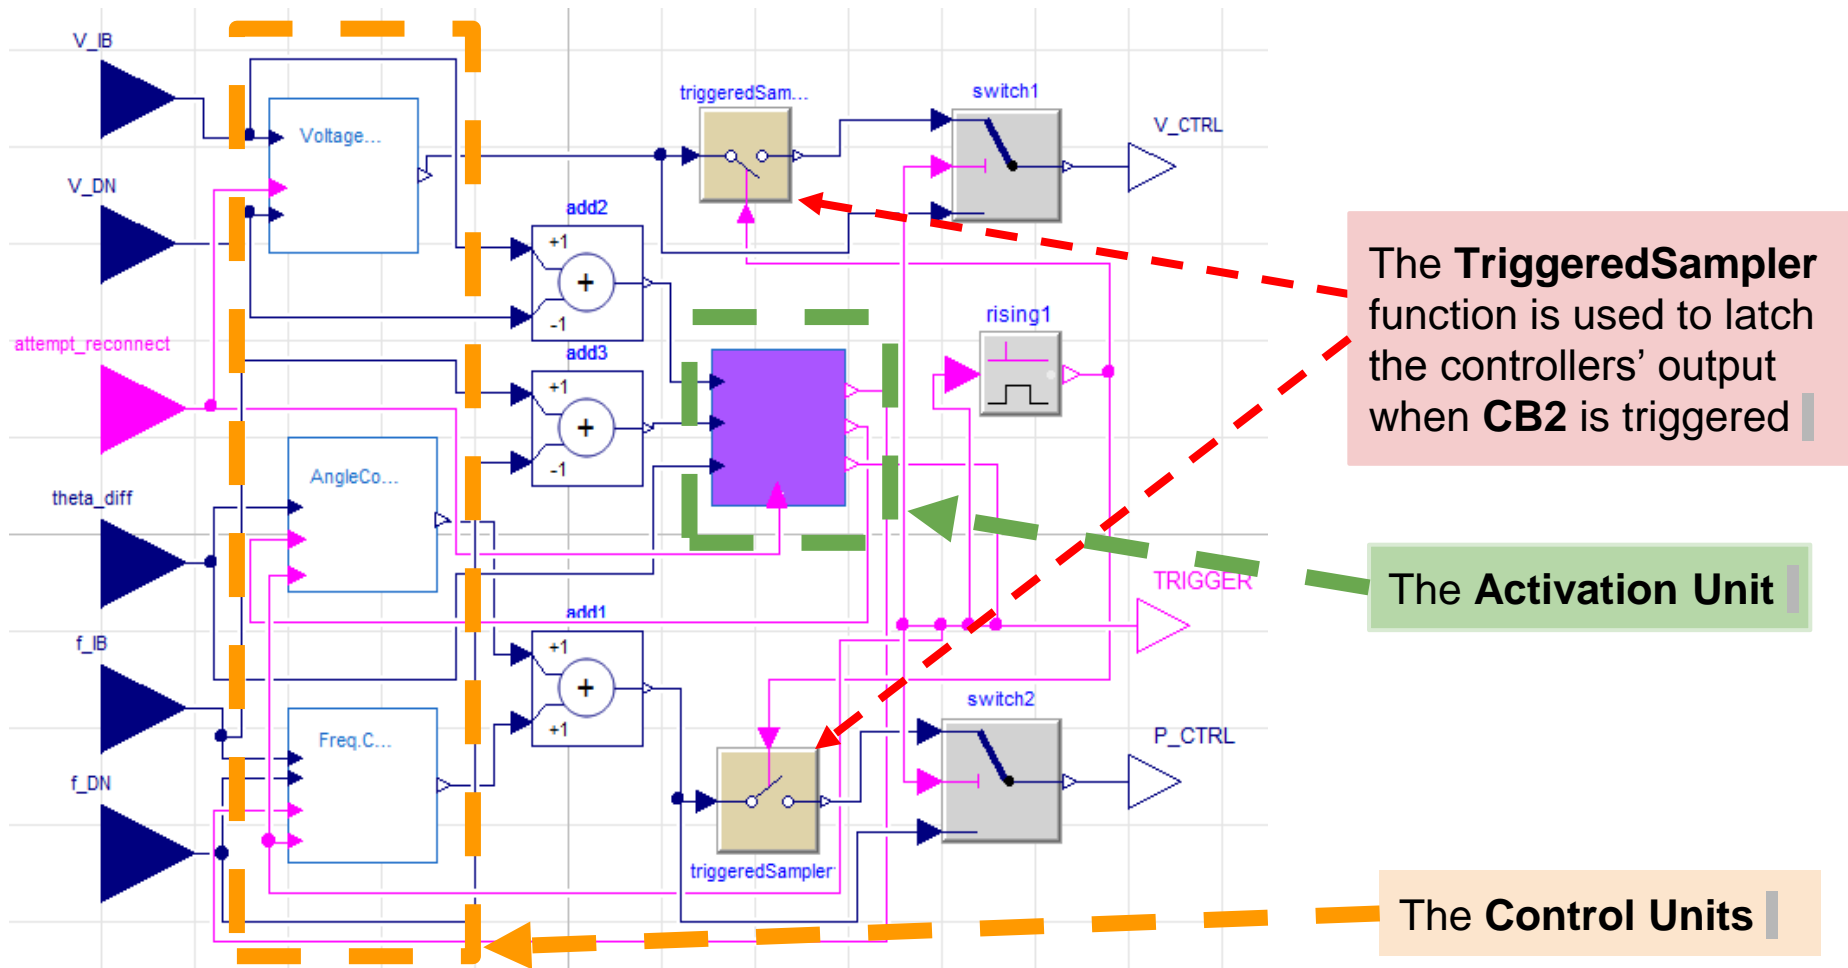 V_IB
V_DN
attempt_reconnect
theta_diff
f_IB
f_DN
Voltage...
AngleCo...
Freq.C...
add2
+1
+
-1
add3
+1
+
-1
add1
+1
+
+1
triggeredSam...
switch1
V_CTRL
rising1
TRIGGER
switch2
P_CTRL
triggeredSampler
The TriggeredSampler
function is used to latch
the controllers' output
when CB2 is triggered
The Activation Unit
The Control Units